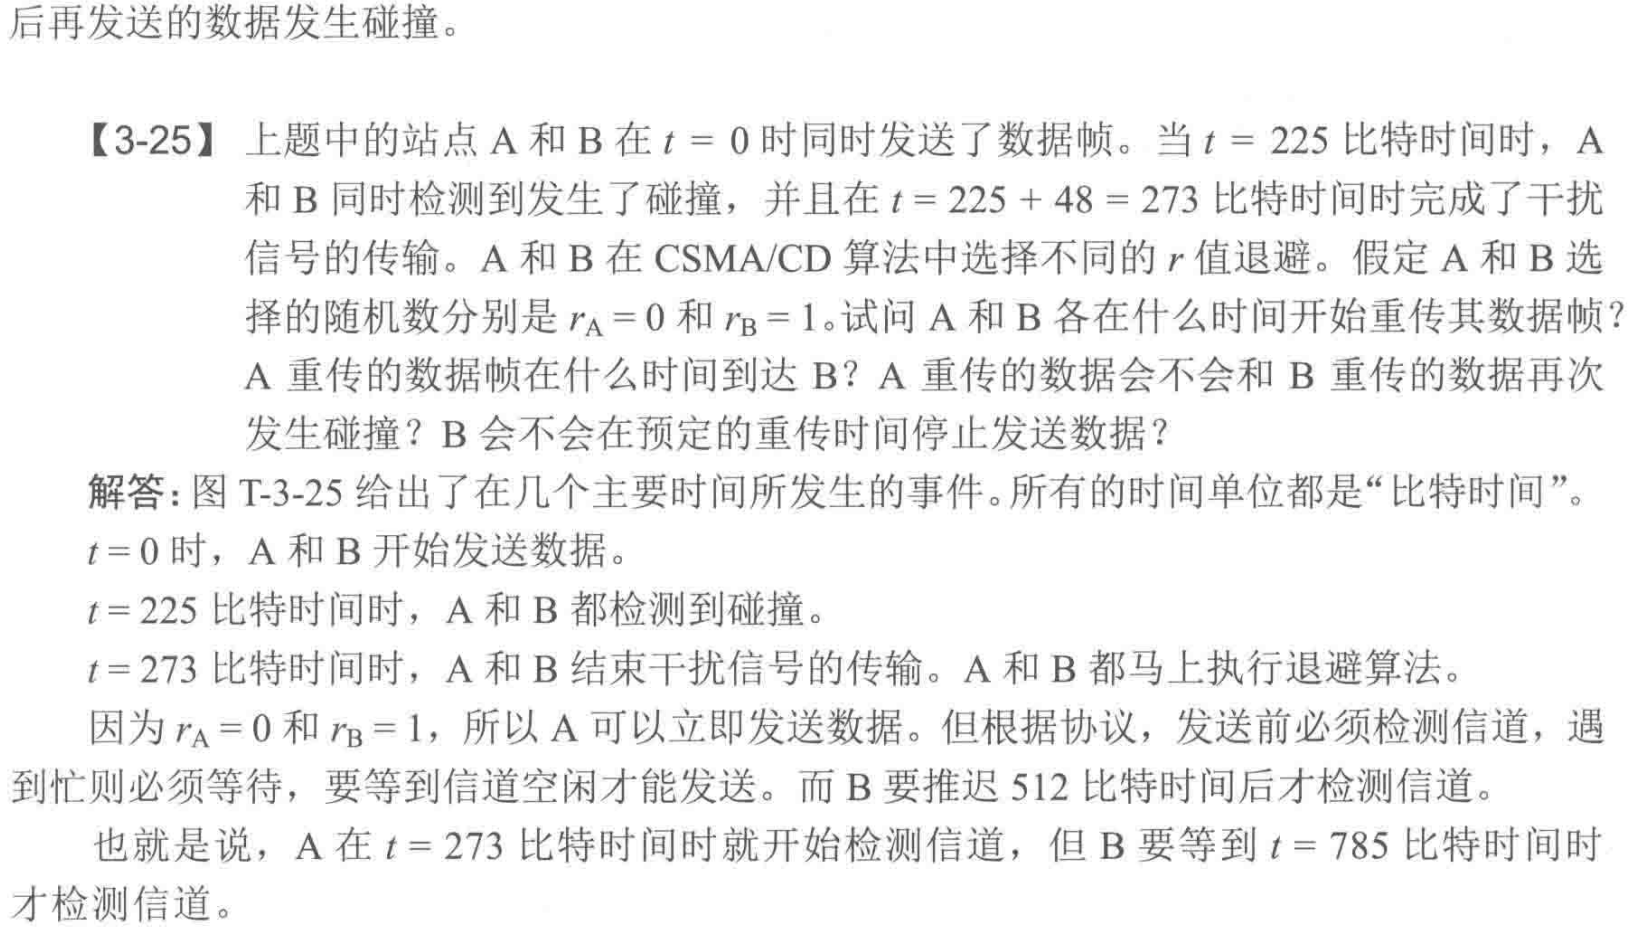 后再发送的数据发生碰撞。
【3-25】 上题中的站点 A 和 B 在 t = 0 时同时发送了数据帧。当 t = 225 比特时间时，A
和 B 同时检测到发生了碰撞，并且在 t = 225 + 48 = 273 比特时间时完成了干扰
信号的传输。A 和 B 在 CSMA/CD 算法中选择不同的 r 值退避。假定 A 和 B 选
择的随机数分别是 rA = 0 和 rB = 1。试问 A 和 B 各在什么时间开始重传其数据帧？
A 重传的数据帧在什么时间到达 B？A 重传的数据会不会和 B 重传的数据再次
发生碰撞？B 会不会在预定的重传时间停止发送数据？
解答：图 T-3-25 给出了在几个主要时间所发生的事件。所有的时间单位都是“比特时间”。
t = 0 时，A 和 B 开始发送数据。
t = 225 比特时间时，A 和 B 都检测到碰撞。
t = 273 比特时间时，A 和 B 结束干扰信号的传输。A 和 B 都马上执行退避算法。
因为 rA = 0 和 rB = 1，所以 A 可以立即发送数据。但根据协议，发送前必须检测信道，遇
到忙则必须等待，要等到信道空闲才能发送。而 B 要推迟 512 比特时间后才检测信道。
也就是说，A 在 t = 273 比特时间时就开始检测信道，但 B 要等到 t = 785 比特时间时
才检测信道。